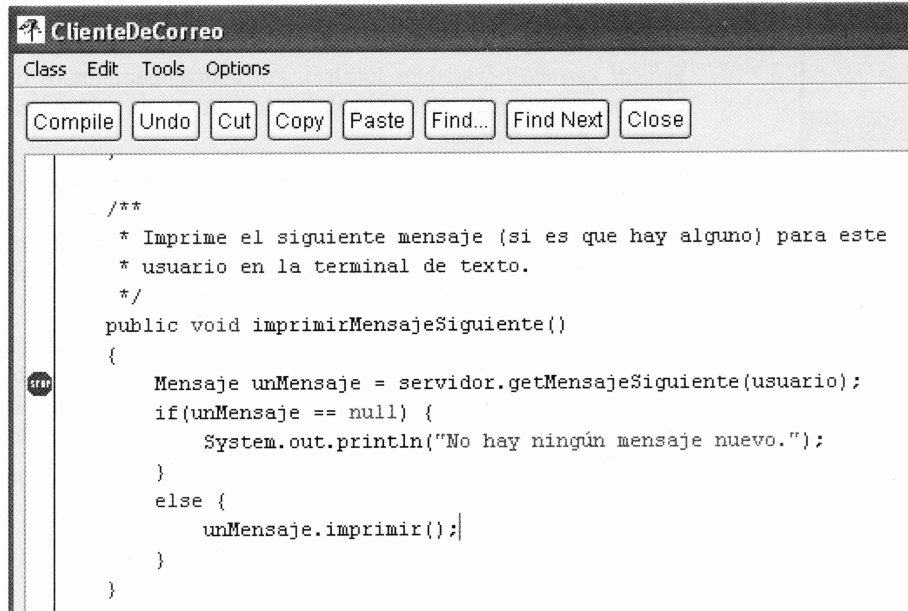 ClienteDeCorreo
Class Edit Tools Options
Compile Undo Cut Copy Paste Find... Find Next Close
/**
* Imprime el siguiente mensaje (si es que hay alguno) para este
* usuario en la terminal de texto.
*/
public void imprimirMensajeSiguiente()
{
STOP
Mensaje unMensaje = servidor.getMensajeSiguiente(usuario);
if(unMensaje == null) {
System.out.println("No hay ningún mensaje nuevo.");
}
else {
unMensaje.imprimir();
}
}